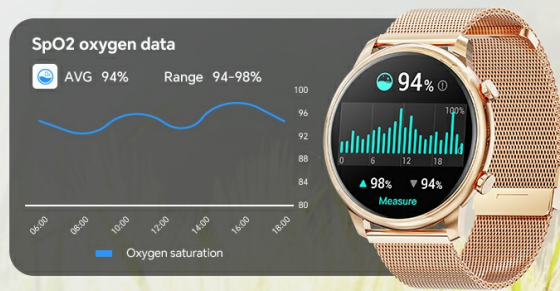 SpO2 oxygen data
AVG 94% Range 94-98%
100
96
92
88
84
80
06:00 08:00 10:00 12:00 14:00 16:00 18:00
Oxygen saturation
94%
100%
0 6 12 18
98% 94%
Measure